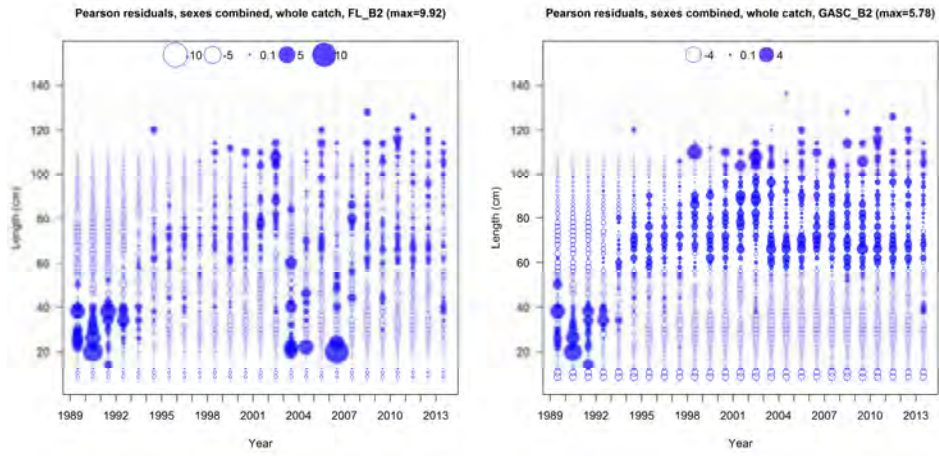 Pearson residuals, sexes combined, whole catch, FL_B2 (max=9.92)
-10 -5 0.1 5 10
Length (cm)
140
120
100
80
60
40
20
1989 1992 1995 1998 2001 2004 2007 2010 2013
Year
Pearson residuals, sexes combined, whole catch, GASC_B2 (max=5.78)
-4 0.1 4
Length (cm)
140
120
100
80
60
40
20
1989 1992 1995 1998 2001 2004 2007 2010 2013
Year